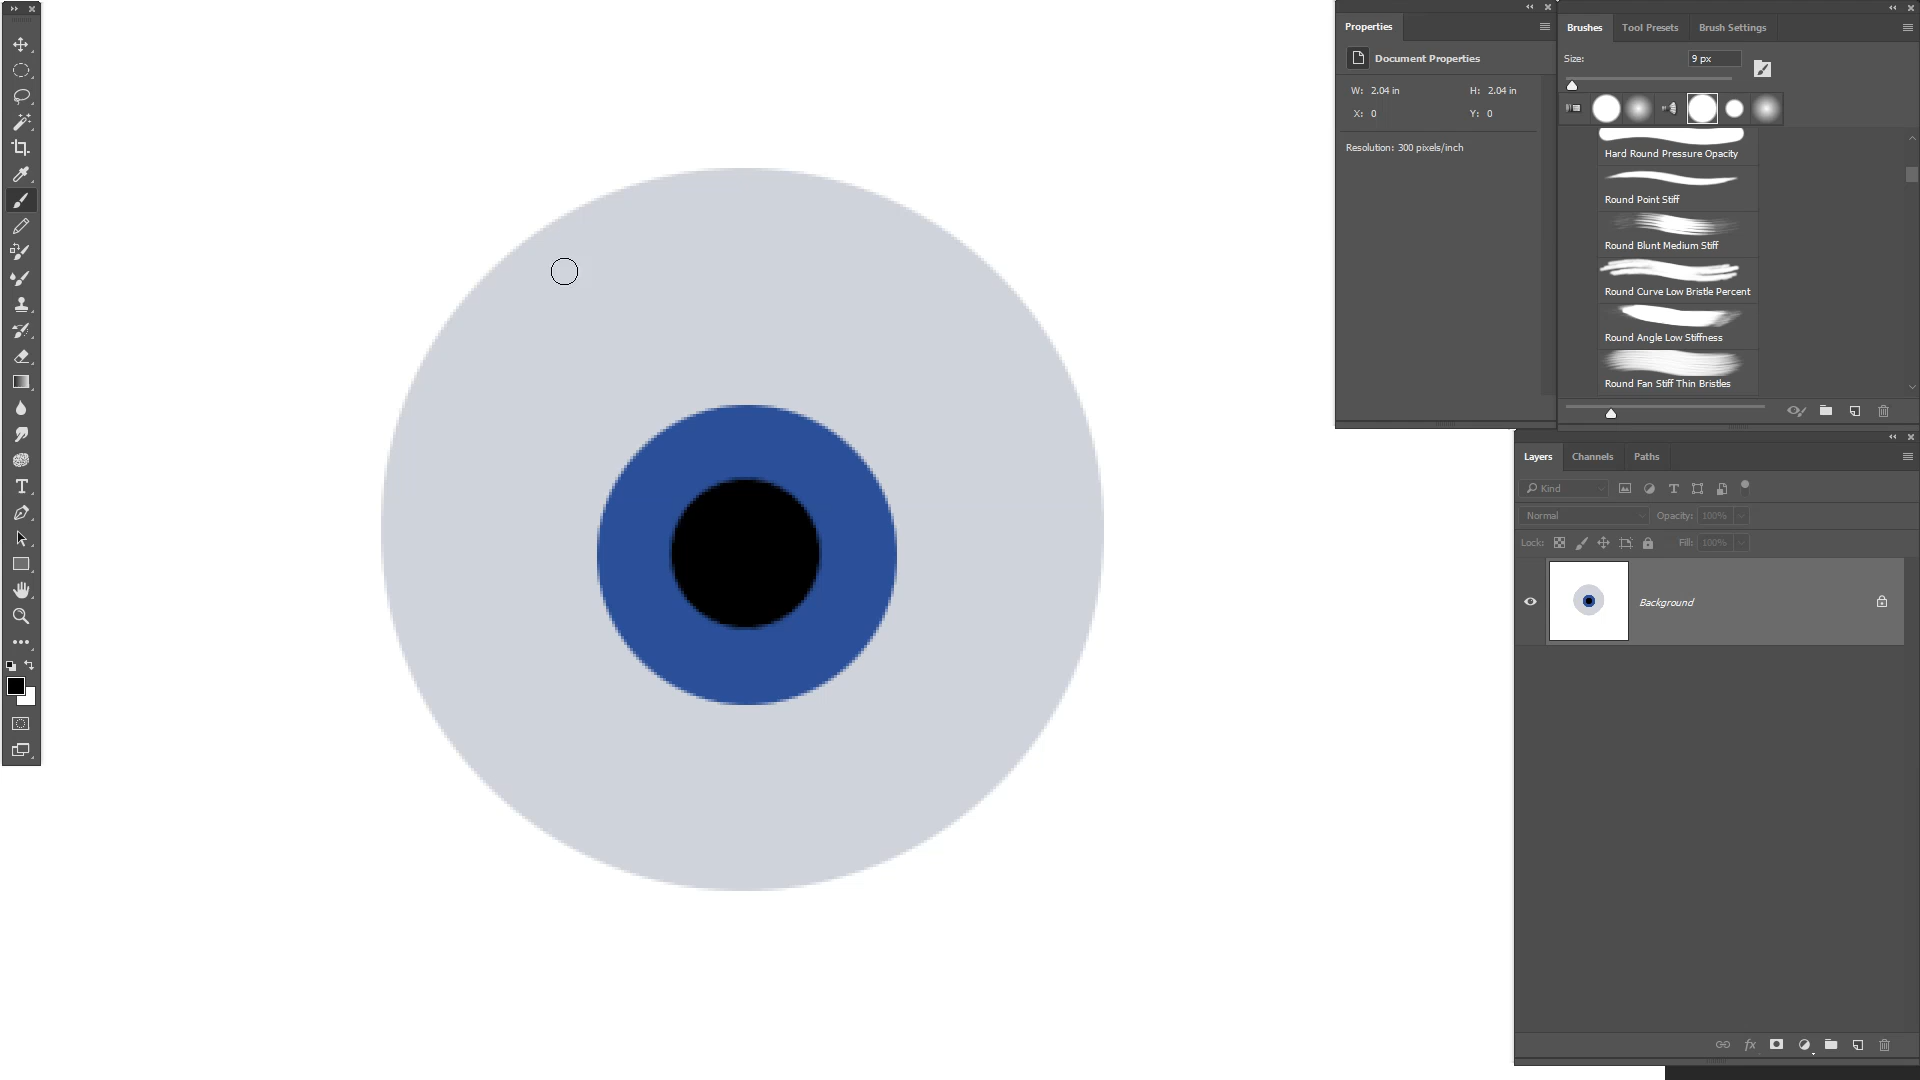 Properties
Document Properties
W: 2.04 in
H: 2.04 in
X: 0
Y: 0
Resolution: 300 pixels/inch
Brushes
Tool Presets
Brush Settings
Size:
9 px
Hard Round Pressure Opacity
Round Point Stiff
Round Blunt Medium Stiff
Round Curve Low Bristle Percent
Round Angle Low Stiffness
Round Fan Stiff Thin Bristles
Layers
Channels
Paths
Kind
Normal
Opacity: 100%
Lock:
Fill: 100%
Background
fx